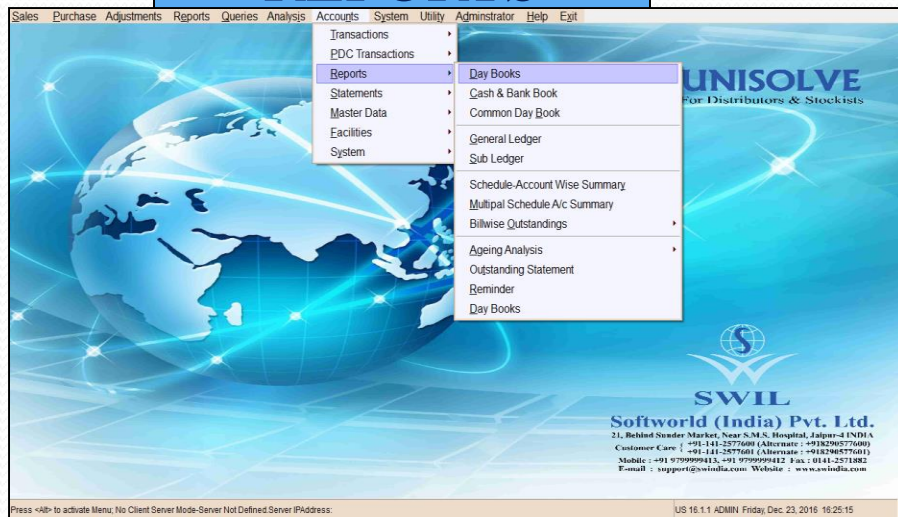 REPORTS
Sales Purchase Adjustments Reports Queries Analysis Accounts System Utility Adminstrator Help Exit
Transactions
PDC Transactions
Reports
Statements
Master Data
Facilities
System
Day Books
Cash & Bank Book
Common Day Book
General Ledger
Sub Ledger
Schedule-Account Wise Summary
Multipal Schedule A/c Summary
Billwise Outstandings
Ageing Analysis
Outstanding Statement
Reminder
Day Books
UNISOLVE
For Distributors & Stockists
S
SWIL
Softworld (India) Pvt. Ltd.
21, Behind Sunder Market, Near S.M.S. Hospital, Jaipur-4 INDIA
Customer Care { +91-141-2577600 (Alternate : +918290577600)
+91-141-2577601 (Alternate : +918290577601)
Mobile : +91 9799999413, +91 9799999412 Fax : 0141-2571882
E-mail : support@swindia.com Website : www.swindia.com
Press <Alt> to activate Menu; No Client Server Mode-Server Not Defined.Server IPAddress:
US 16.1.1 ADMIN Friday, Dec. 23, 2016 16:25:15